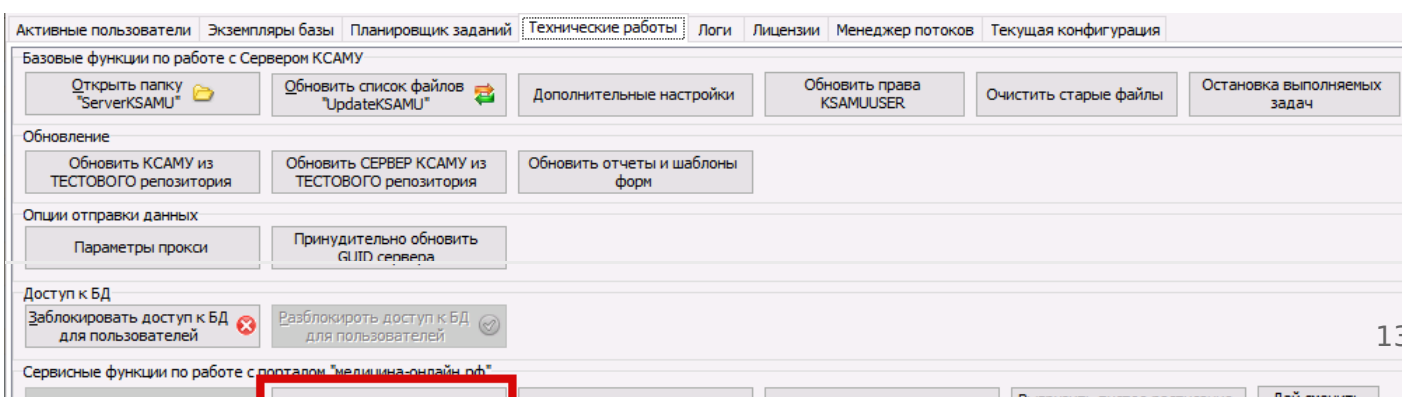 Активные пользователи Экземпляры базы Планировщик заданий Технические работы Логи Лицензии Менеджер потоков Текущая конфигурация
Базовые функции по работе с Сервером КСАМУ
Открыть папку "ServerKSAMU"
Обновить список файлов "UpdateKSAMU"
Дополнительные настройки
Обновить права KSAMUUSER
Очистить старые файлы
Остановка выполняемых задач
Обновление
Обновить КСАМУ из ТЕСТОВОГО репозитория
Обновить СЕРВЕР КСАМУ из ТЕСТОВОГО репозитория
Обновить отчеты и шаблоны форм
Опции отправки данных
Параметры прокси
Принудительно обновить GUID сервера
Доступ к БД
Заблокировать доступ к БД для пользователей
Разблокироть доступ к БД для пользователей
13
Сервисные функции по работе с порталом "медицина-онлайн.рф"